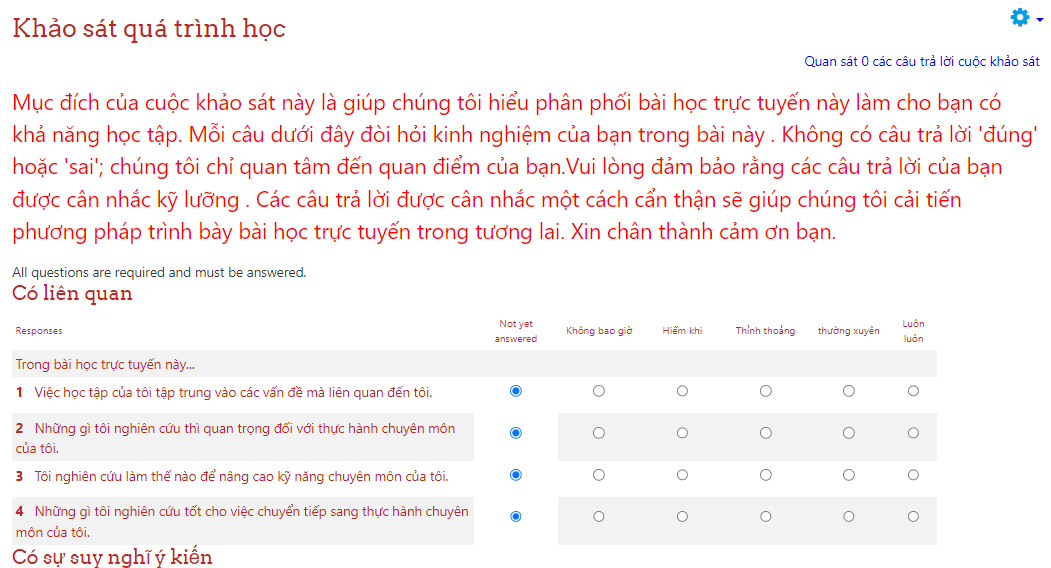 Khảo sát quá trình học
Quan sát 0 các câu trả lời cuộc khảo sát
Mục đích của cuộc khảo sát này là giúp chúng tôi hiểu phân phối bài học trực tuyến này làm cho bạn có
khả năng học tập. Mỗi câu dưới đây đòi hỏi kinh nghiệm của bạn trong bài này . Không có câu trả lời 'đúng'
hoặc 'sai'; chúng tôi chỉ quan tâm đến quan điểm của bạn.Vui lòng đảm bảo rằng các câu trả lời của bạn
được cân nhắc kỹ lưỡng . Các câu trả lời được cân nhắc một cách cẩn thận sẽ giúp chúng tôi cải tiến
phương pháp trình bày bài học trực tuyến trong tương lai. Xin chân thành cảm ơn bạn.
All questions are required and must be answered.
Có liên quan
Responses Not yet answered Không bao giờ Hiếm khi Thỉnh thoảng thường xuyên Luôn luôn
Trong bài học trực tuyến này...
1 Việc học tập của tôi tập trung vào các vấn đề mà liên quan đến tôi.
2 Những gì tôi nghiên cứu thì quan trọng đối với thực hành chuyên môn
của tôi.
3 Tôi nghiên cứu làm thế nào để nâng cao kỹ năng chuyên môn của tôi.
4 Những gì tôi nghiên cứu tốt cho việc chuyển tiếp sang thực hành chuyên
môn của tôi.
Có sự suy nghĩ ý kiến